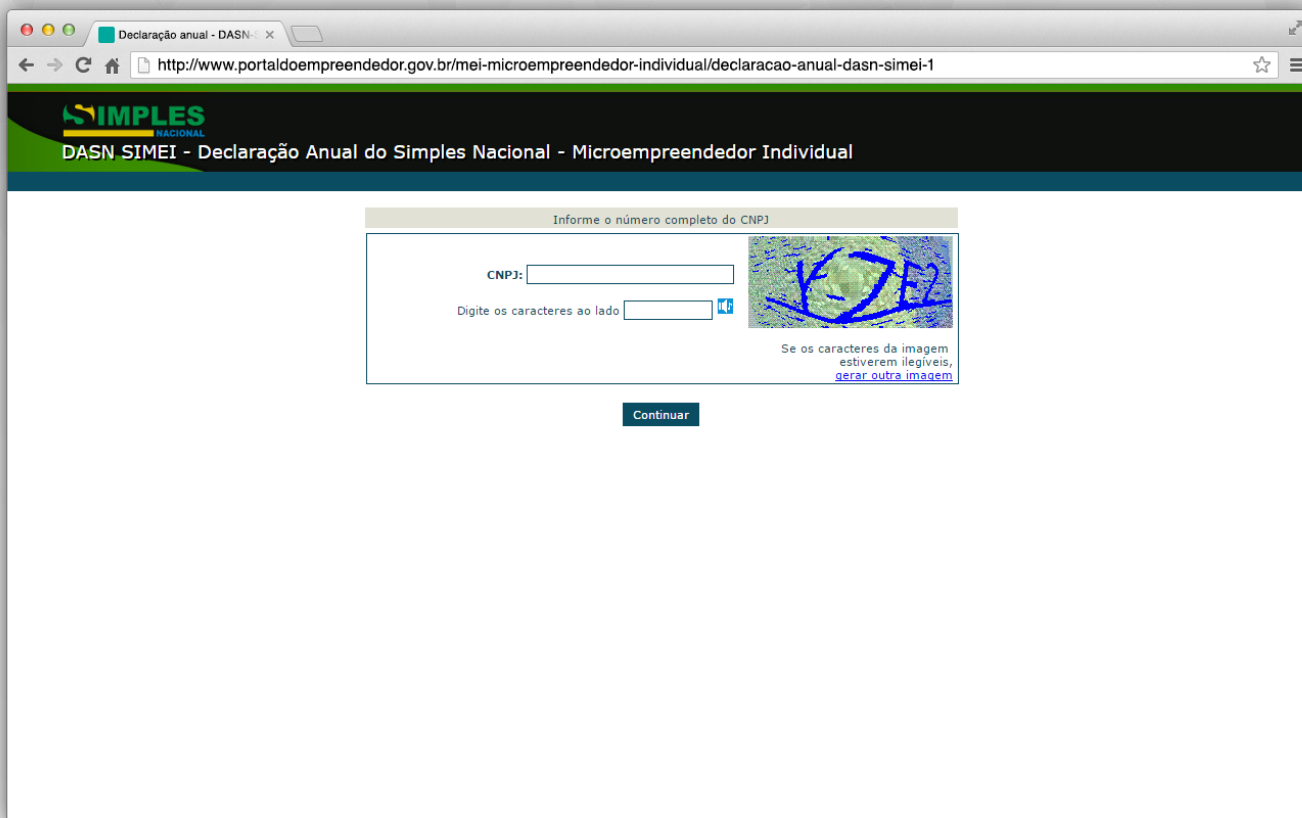 Declaração anual - DASN-S
http://www.portaldoempreendedor.gov.br/mei-microempreendedor-individual/declaracao-anual-dasn-simei-1
SIMPLES
NACIONAL
DASN SIMEI - Declaração Anual do Simples Nacional - Microempreendedor Individual
Informe o número completo do CNPJ
CNPJ:
Digite os caracteres ao lado
Se os caracteres da imagem
estiverem ilegíveis,
gerar outra imagem
Continuar